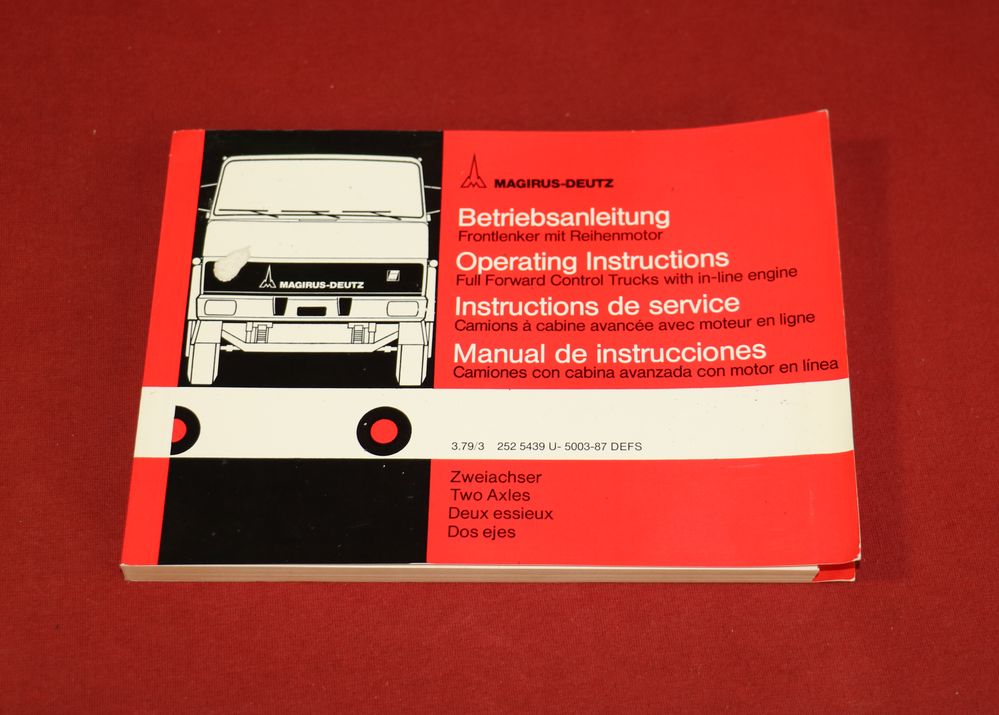 MAGIRUS-DEUTZ
Betriebsanleitung
Frontlenker mit Reihenmotor
Operating Instructions
Full Forward Control Trucks with in-line engine
Instructions de service
Camions à cabine avancée avec moteur en ligne
Manual de instrucciones
Camiones con cabina avanzada con motor en línea
MAGIRUS-DEUTZ
3.79/3 252 5439 U- 5003-87 DEFS
Zweiachser
Two Axles
Deux essieux
Dos ejes